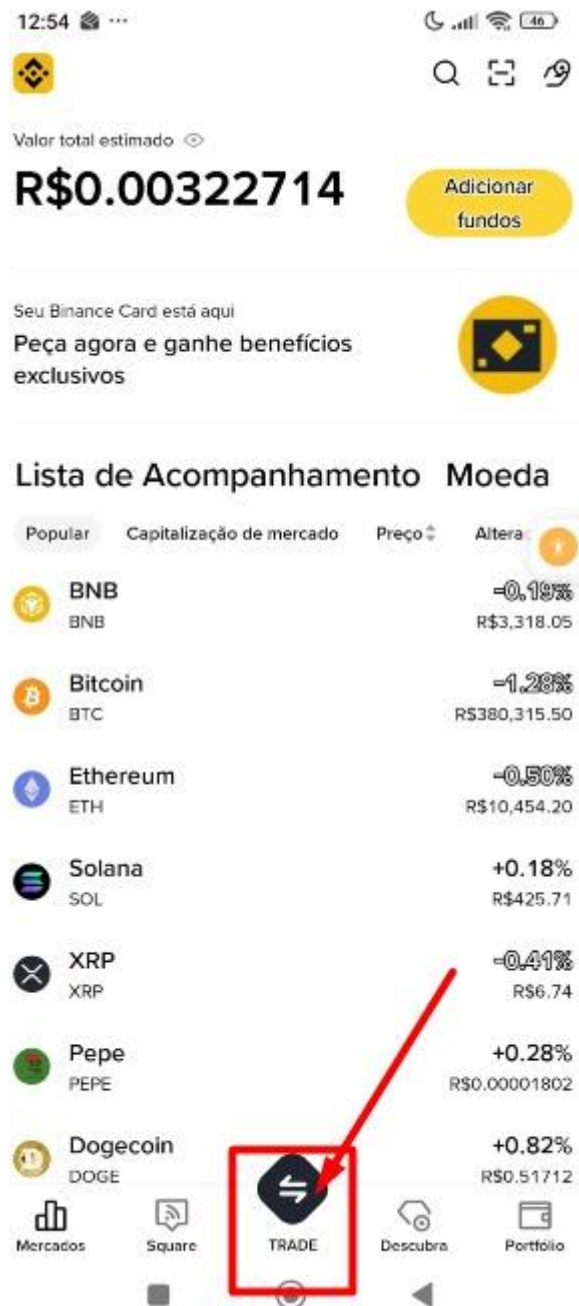 12:54
46
Valor total estimado
R$0.00322714
Adicionar
fundos
Seu Binance Card está aqui
Peça agora e ganhe benefícios
exclusivos
Lista de Acompanhamento Moeda
Popular Capitalização de mercado Preço Alterac
BNB -0.19%
BNB R$3,318.05
Bitcoin -1.28%
BTC R$380,315.50
Ethereum -0.50%
ETH R$10,454.20
Solana +0.18%
SOL R$425.71
XRP -0.41%
XRP R$6.74
Pepe +0.28%
PEPE R$0.00001802
Dogecoin +0.82%
DOGE R$0.51712
Mercados Square TRADE Descubra Portfólio